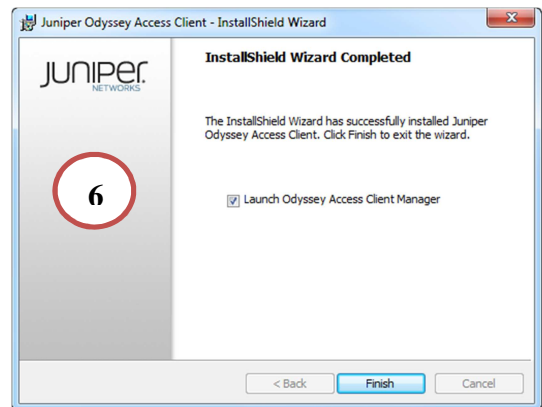 Juniper Odyssey Access Client - InstallShield Wizard
JUNIPER
NETWORKS
InstallShield Wizard Completed
The InstallShield Wizard has successfully installed Juniper
Odyssey Access Client. Click Finish to exit the wizard.
6
Launch Odyssey Access Client Manager
< Back Finish Cancel